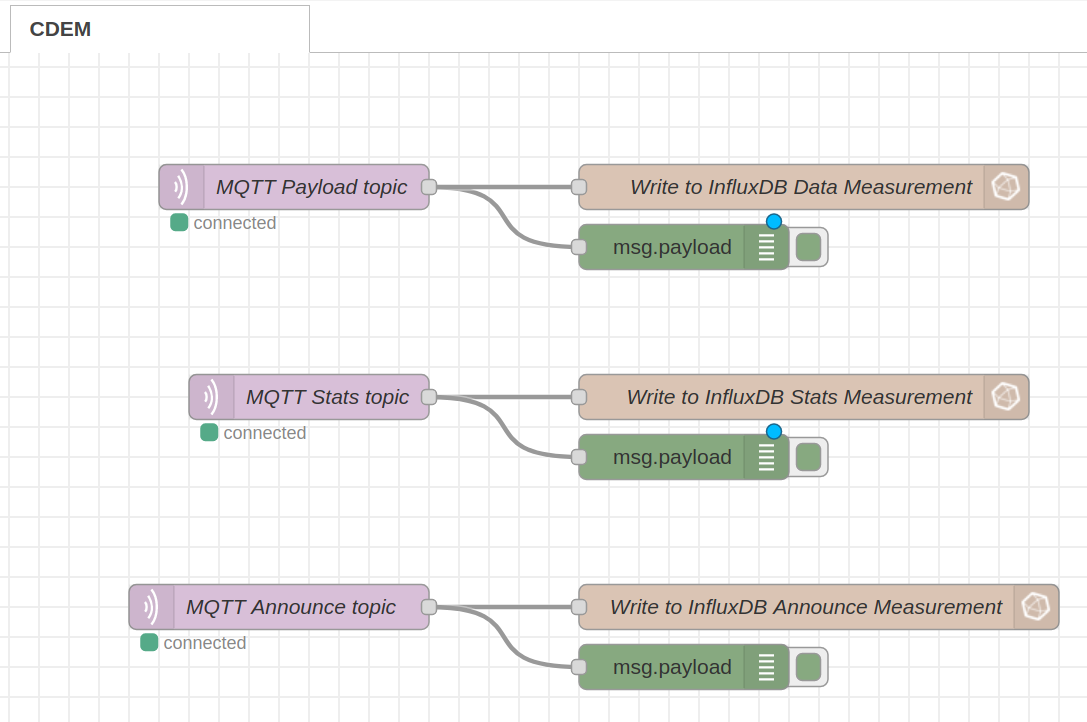 CDEM
MQTT Payload topic
Write to InfluxDB Data Measurement
connected
msg.payload
MQTT Stats topic
Write to InfluxDB Stats Measurement
connected
msg.payload
MQTT Announce topic
Write to InfluxDB Announce Measurement
connected
msg.payload